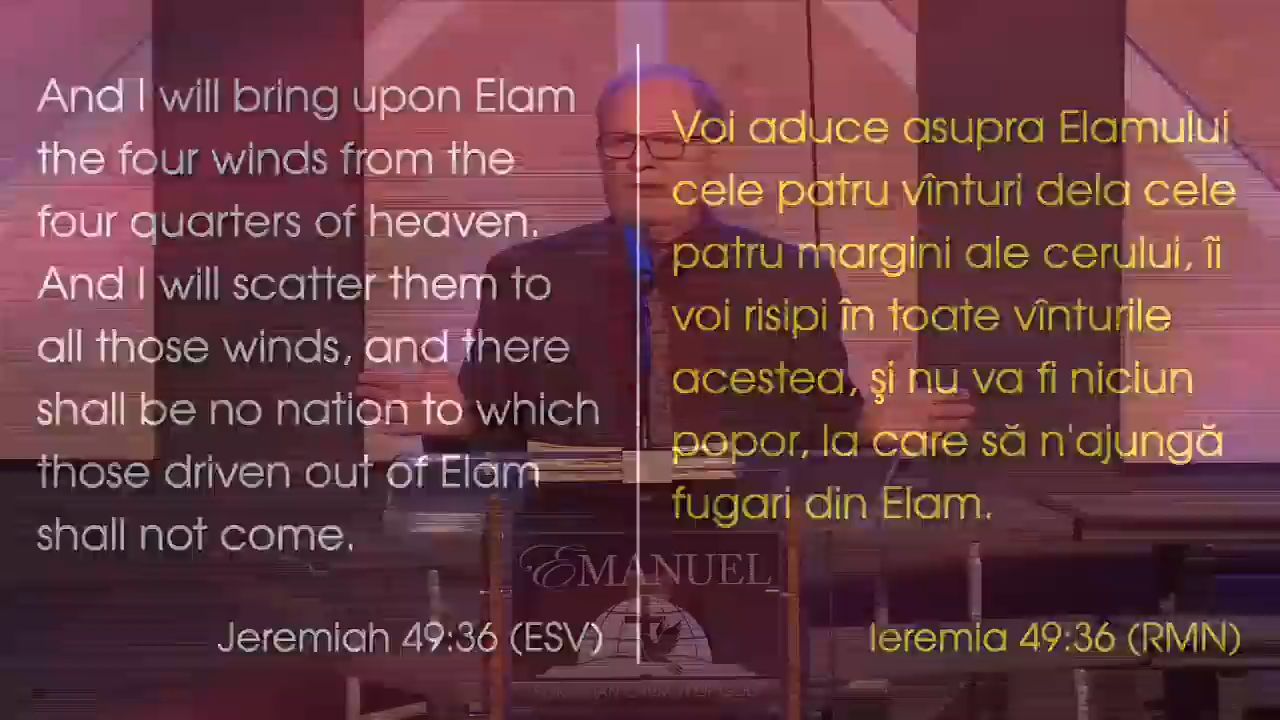 And I will bring upon Elam
the four winds from the
four quarters of heaven.
And I will scatter them to
all those winds, and there
shall be no nation to which
those driven out of Elam
shall not come.
Jeremiah 49:36 (ESV)
Voi aduce asupra Elamului
cele patru vînturi dela cele
patru margini ale cerului, îi
voi risipi în toate vînturile
acestea, şi nu va fi niciun
popor, la care să n'ajungă
fugari din Elam.
Ieremia 49:36 (RMN)
EMANUEL